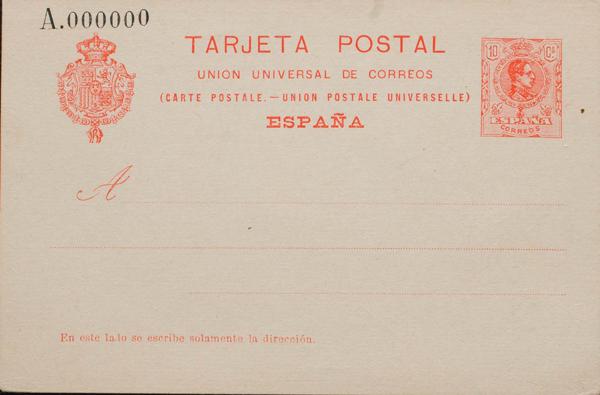 A.000000
TARJETA POSTAL
UNION UNIVERSAL DE CORREOS
(CARTE POSTALE.—UNION POSTALE UNIVERSELLE)
ESPAÑA
10 Cs
ESPAÑA
CORREOS
A
En este lado se escribe solamente la dirección.